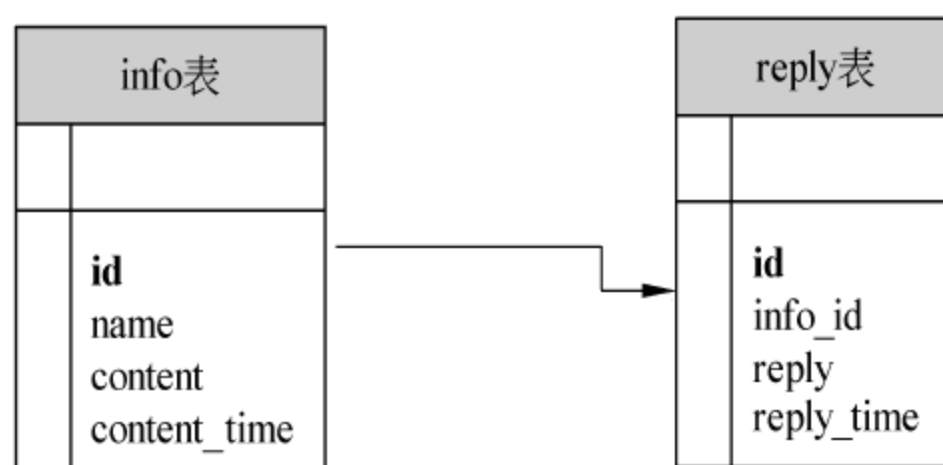 info表
id
name
content
content_time
reply表
id
info_id
reply
reply_time